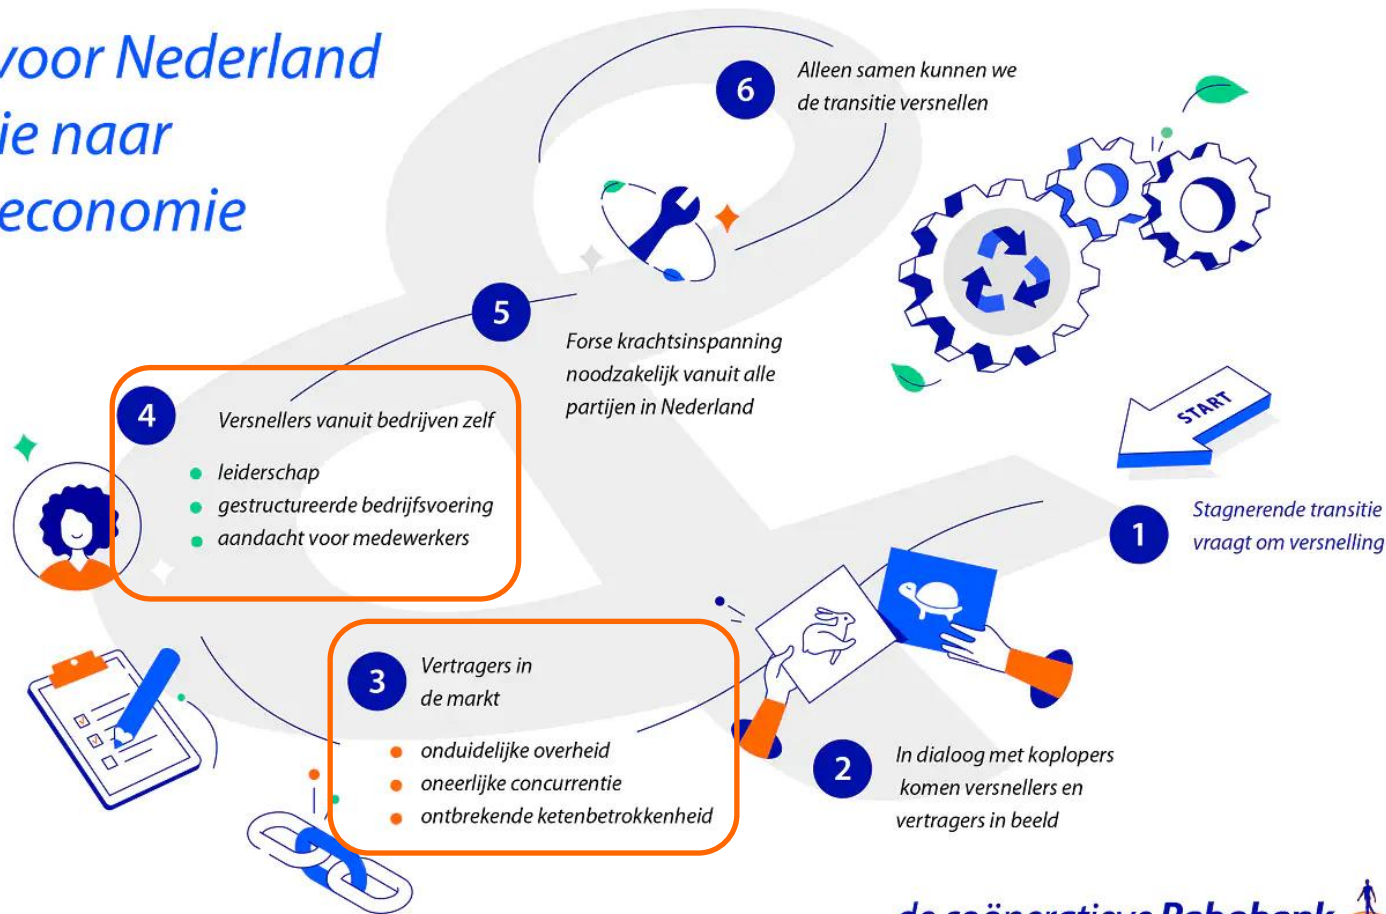 voor Nederland
ie naar
economie
6
Alleen samen kunnen we
de transitie versnellen
5
Forse krachtsinspanning
noodzakelijk vanuit alle
partijen in Nederland
4
Versnellers vanuit bedrijven zelf
leiderschap
gestructureerde bedrijfsvoering
aandacht voor medewerkers
START
1
Stagnerende transitie
vraagt om versnelling
3
Vertragers in
de markt
onduidelijke overheid
oneerlijke concurrentie
ontbrekende ketenbetrokkenheid
2
In dialoog met koplopers
komen versnellers en
vertragers in beeld
de coöperatieve Rabobank